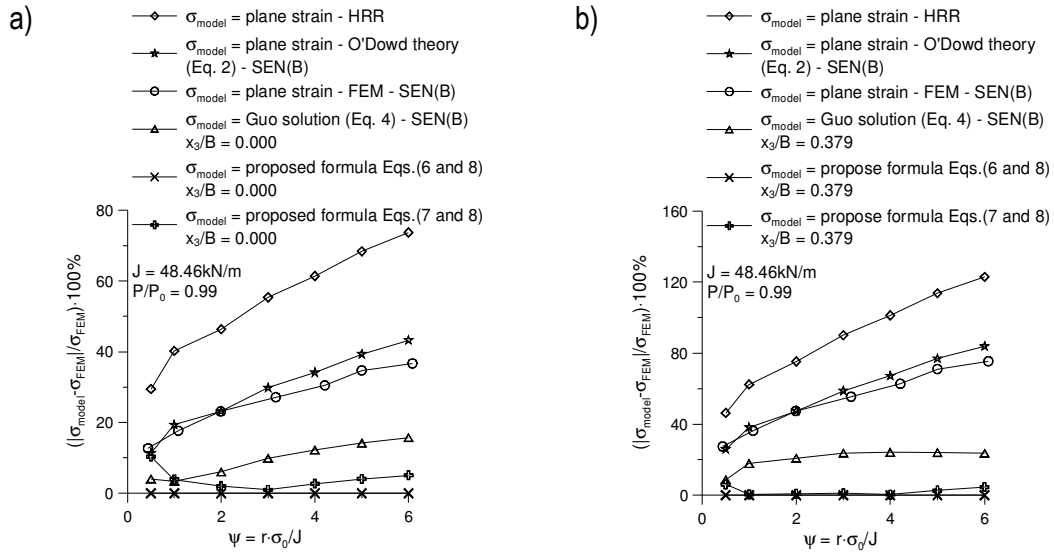 a)
σmodel = plane strain - HRR
σmodel = plane strain - O'Dowd theory
(Eq. 2) - SEN(B)
σmodel = plane strain - FEM - SEN(B)
σmodel = Guo solution (Eq. 4) - SEN(B)
x3/B = 0.000
σmodel = proposed formula Eqs.(6 and 8)
x3/B = 0.000
σmodel = proposed formula Eqs.(7 and 8)
x3/B = 0.000
J = 48.46kN/m
P/P0 = 0.99
(|σmodel-σFEM|/σFEM)·100%
80
60
40
20
0
0 2 4 6
ψ = r·σ0/J
b)
σmodel = plane strain - HRR
σmodel = plane strain - O'Dowd theory
(Eq. 2) - SEN(B)
σmodel = plane strain - FEM - SEN(B)
σmodel = Guo solution (Eq. 4) - SEN(B)
x3/B = 0.379
σmodel = propose formula Eqs.(6 and 8)
x3/B = 0.379
σmodel = propose formula Eqs.(7 and 8)
x3/B = 0.379
J = 48.46kN/m
P/P0 = 0.99
(|σmodel-σFEM|/σFEM)·100%
160
120
80
40
0
0 2 4 6
ψ = r·σ0/J